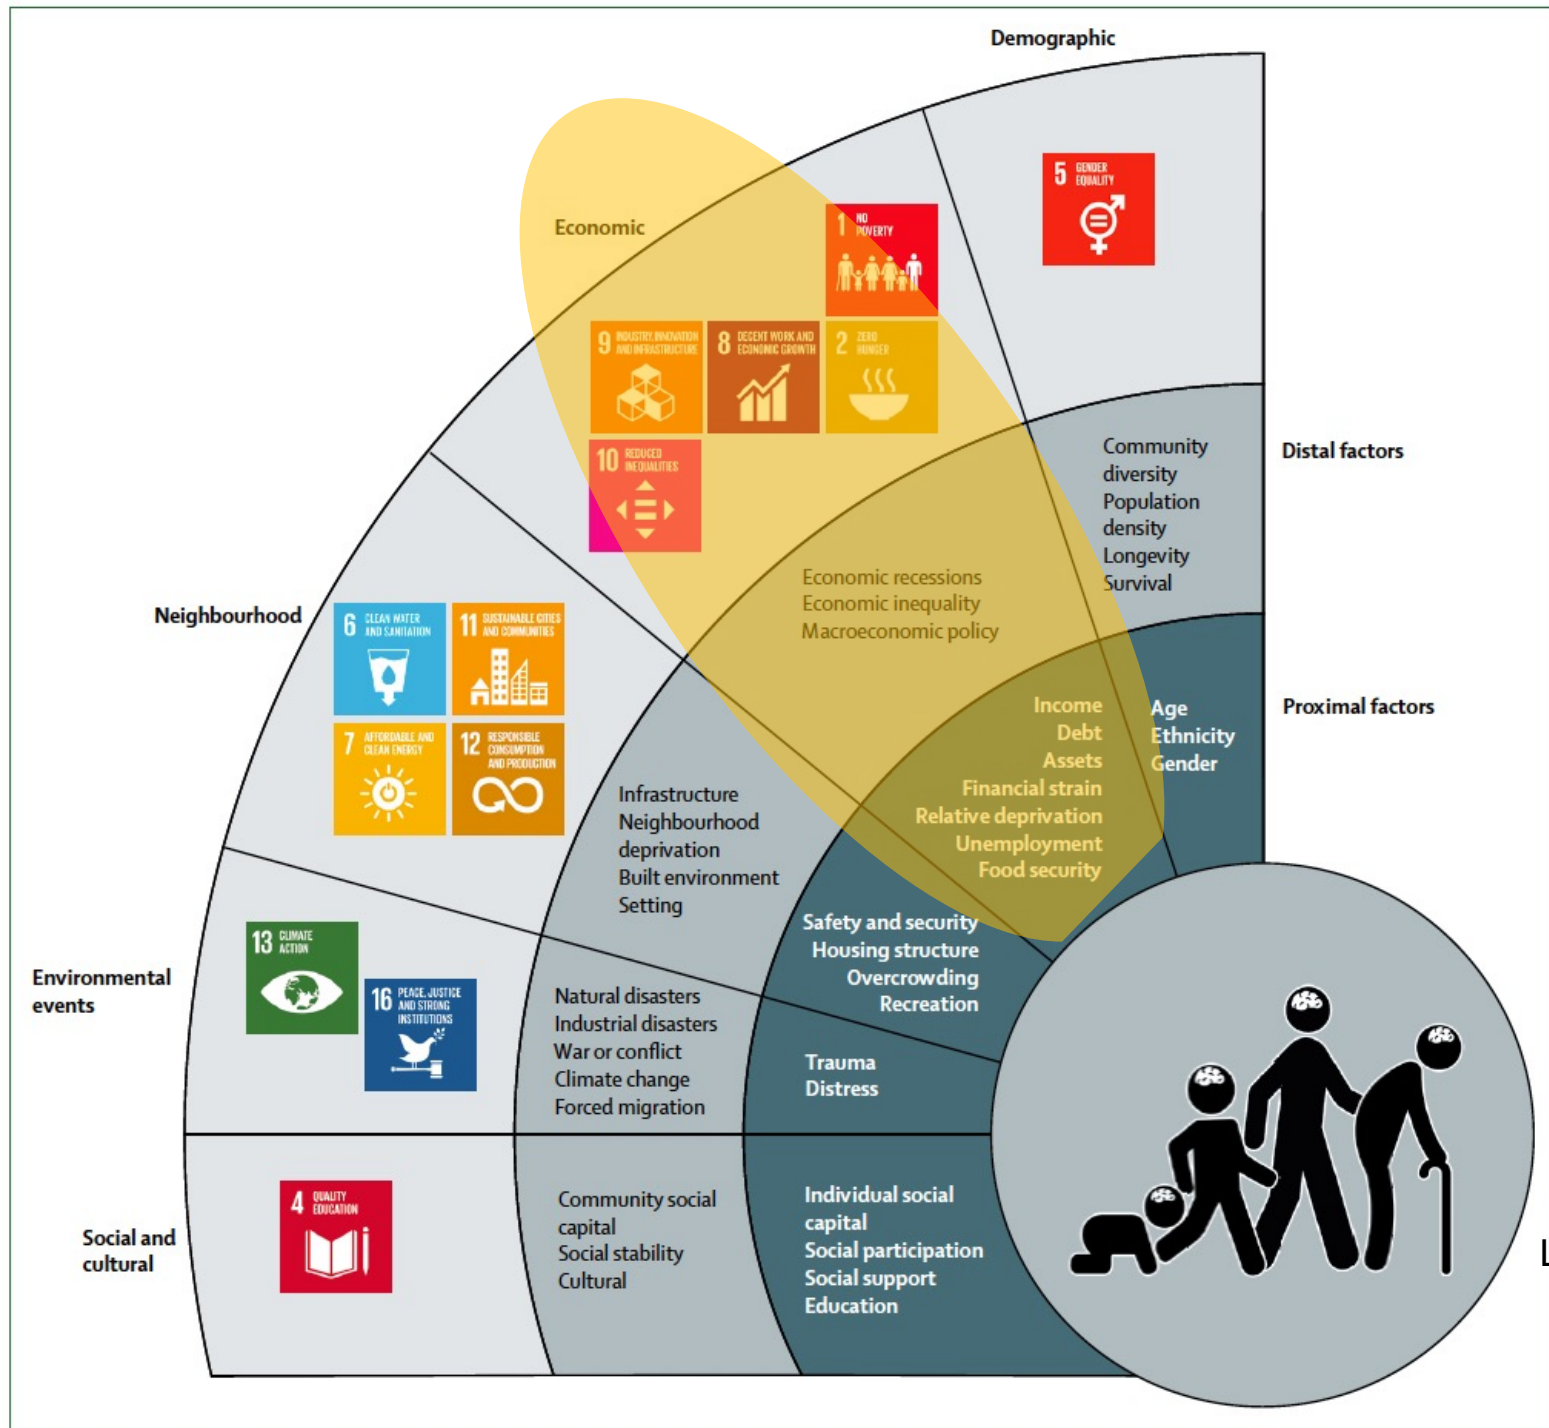 Demographic
5 GENDER
EQUALITY
Economic
1 NO
POVERTY
9 INDUSTRY, INNOVATION
AND INFRASTRUCTURE
8 DECENT WORK AND
ECONOMIC GROWTH
2 ZERO
HUNGER
10 REDUCED
INEQUALITIES
Community
diversity
Population
density
Longevity
Survival
Distal factors
Economic recessions
Economic inequality
Macroeconomic policy
Neighbourhood
6 CLEAN WATER
AND SANITATION
11 SUSTAINABLE CITIES
AND COMMUNITIES
7 AFFORDABLE AND
CLEAN ENERGY
12 RESPONSIBLE
CONSUMPTION
AND PRODUCTION
Income
Debt
Assets
Financial strain
Relative deprivation
Unemployment
Food security
Age
Ethnicity
Gender
Proximal factors
Infrastructure
Neighbourhood
deprivation
Built environment
Setting
Safety and security
Housing structure
Overcrowding
Recreation
Environmental
events
13 CLIMATE
ACTION
16 PEACE, JUSTICE
AND STRONG
INSTITUTIONS
Natural disasters
Industrial disasters
War or conflict
Climate change
Forced migration
Trauma
Distress
Social and
cultural
4 QUALITY
EDUCATION
Community social
capital
Social stability
Cultural
Individual social
capital
Social participation
Social support
Education
L